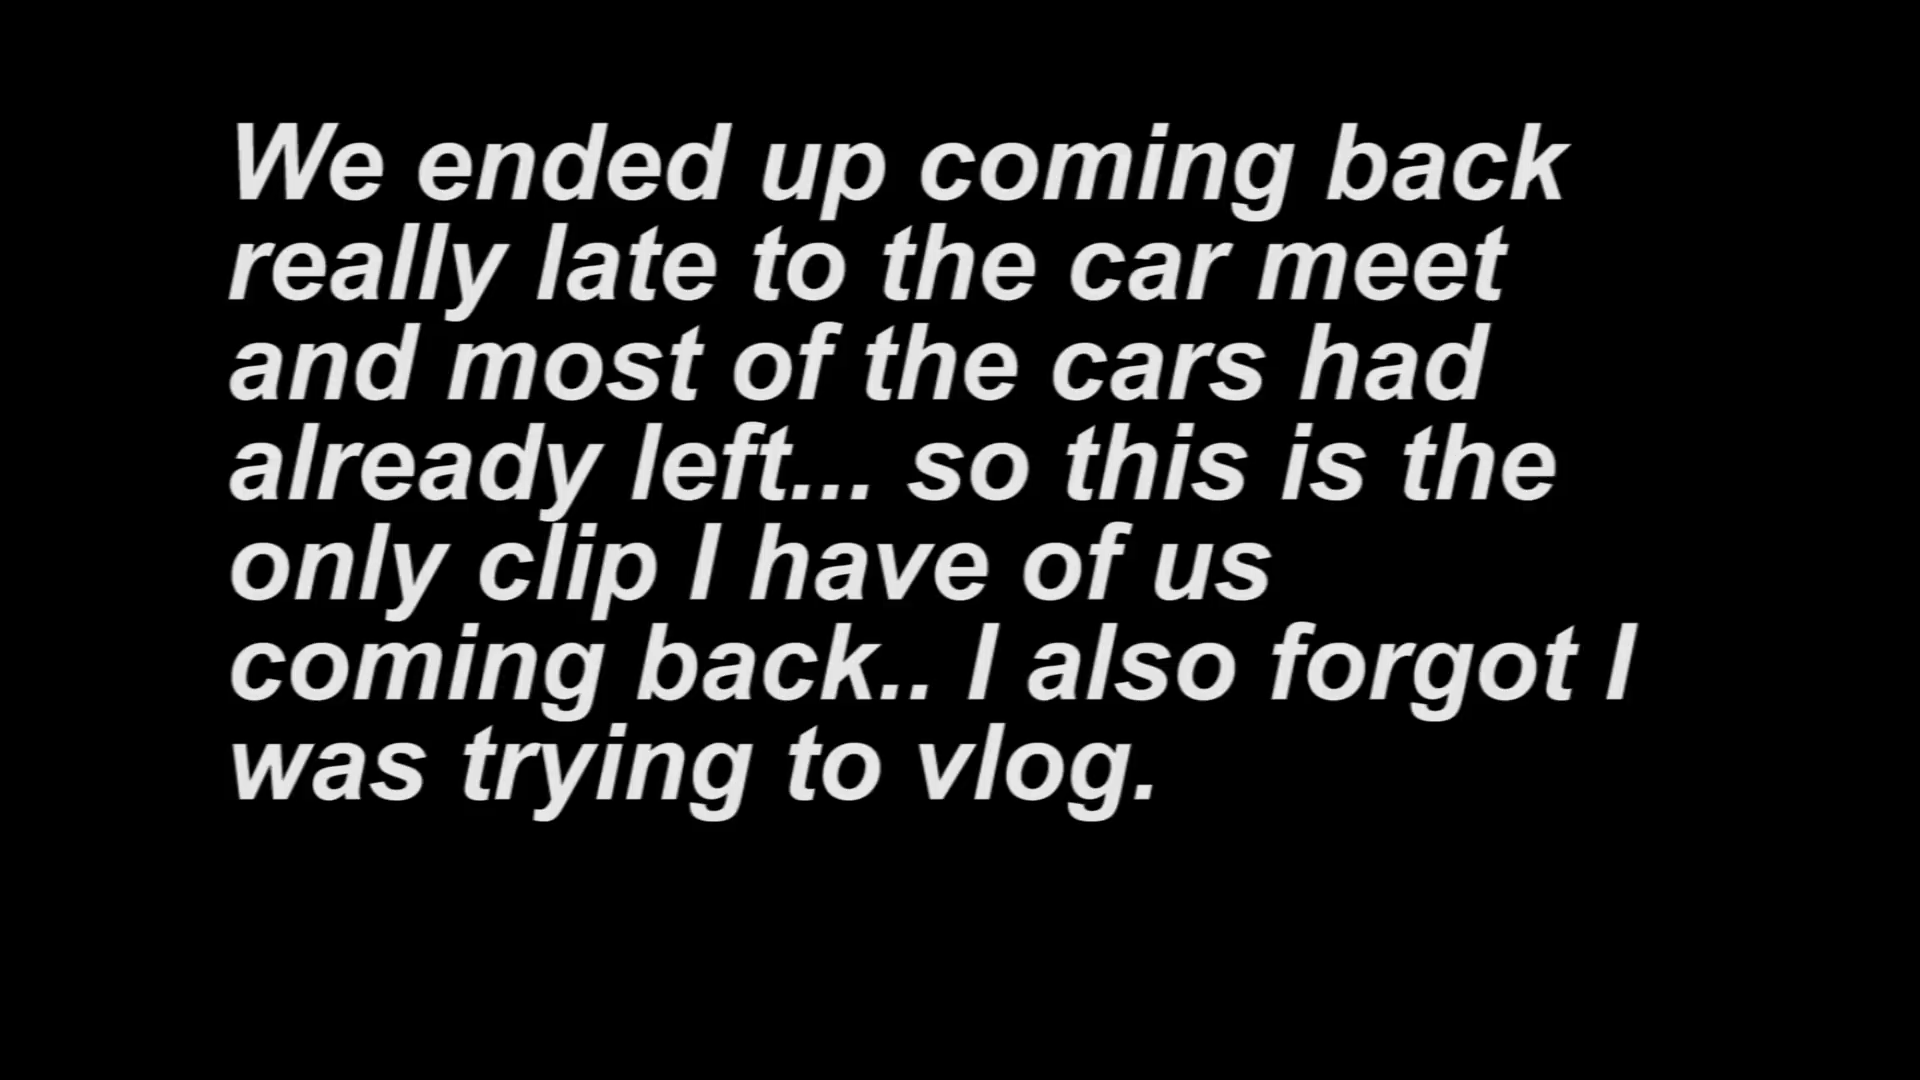 We ended up coming back
really late to the car meet
and most of the cars had
already left... so this is the
only clip I have of us
coming back.. I also forgot I
was trying to vlog.